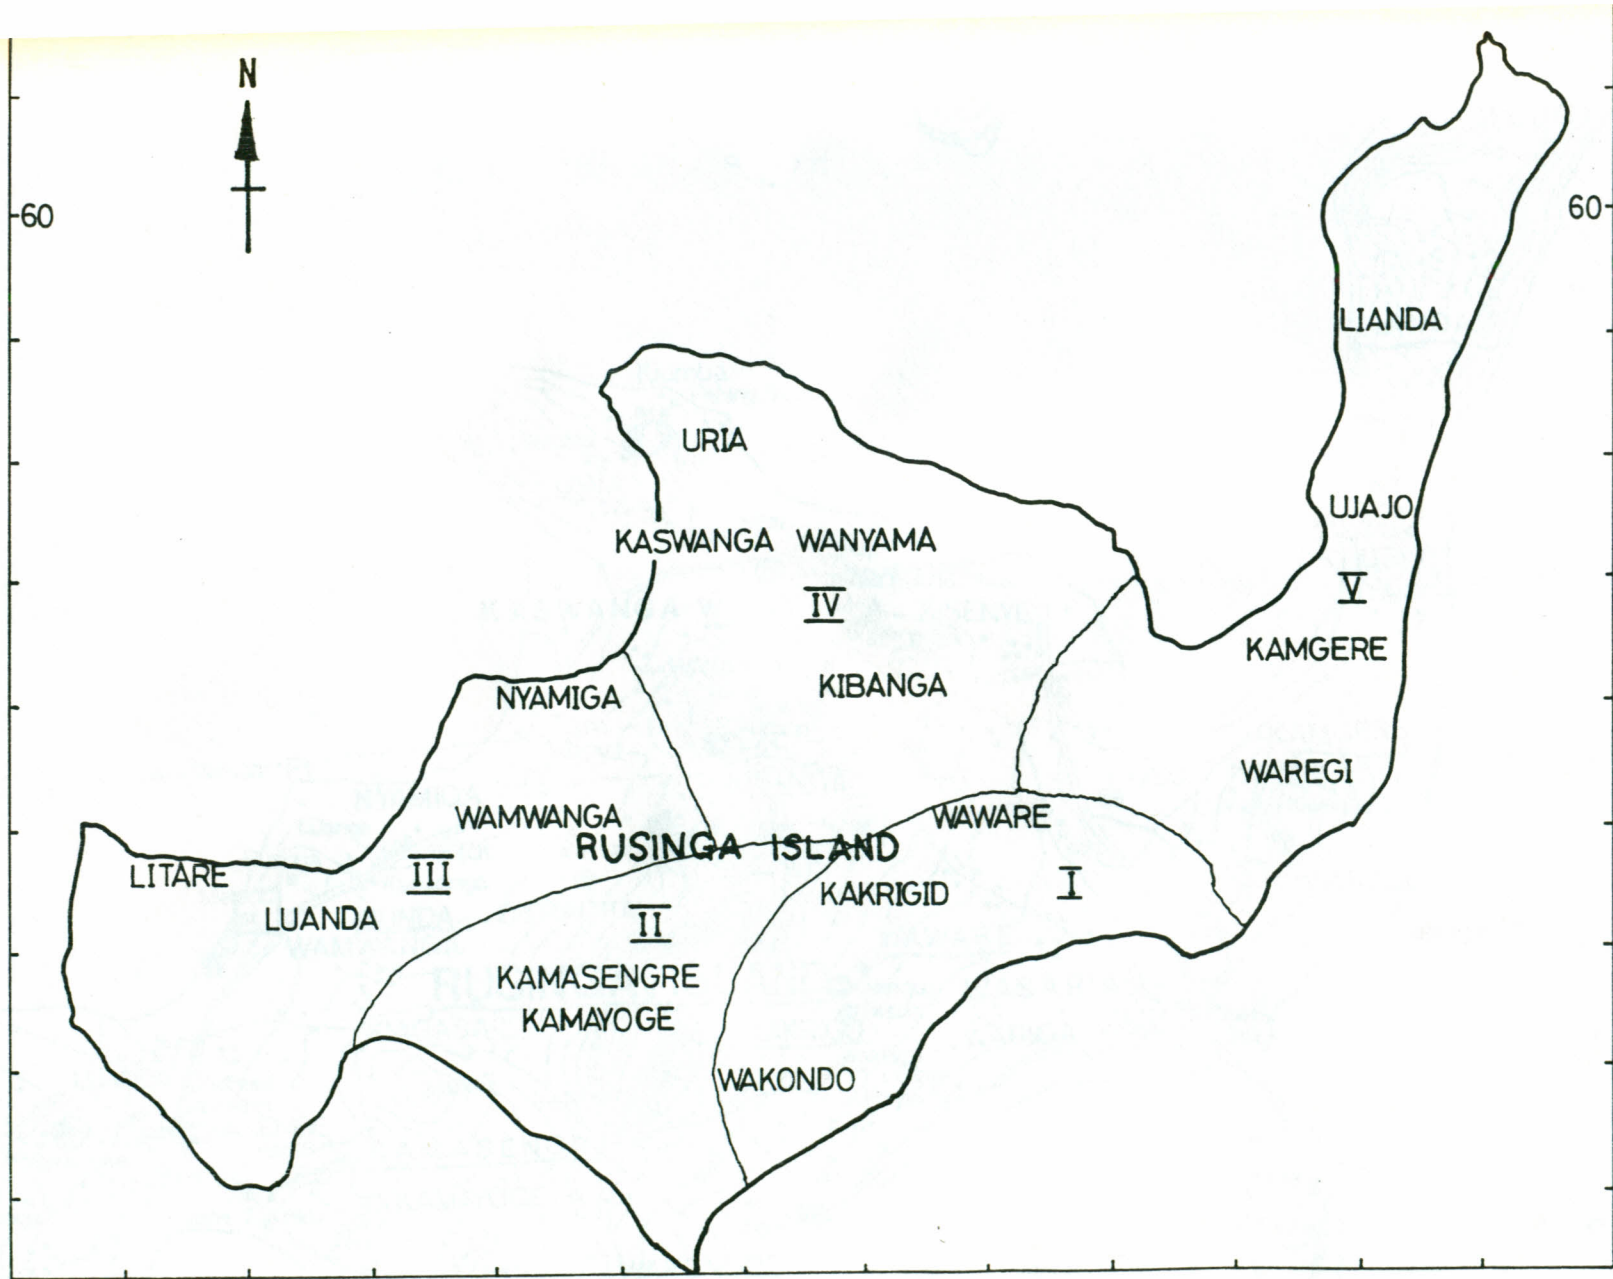 N
60
60
LIANDA
URIA
UJAJO
KASWANGA WANYAMA
V
IV
KAMGERE
KIBANGA
NYAMIGA
WAREGI
WAMWANGA
WAWARE
RUSINGA ISLAND
LITARE
III
KAKRIGID
I
LUANDA
II
KAMASENGRE
KAMAYOGE
WAKONDO